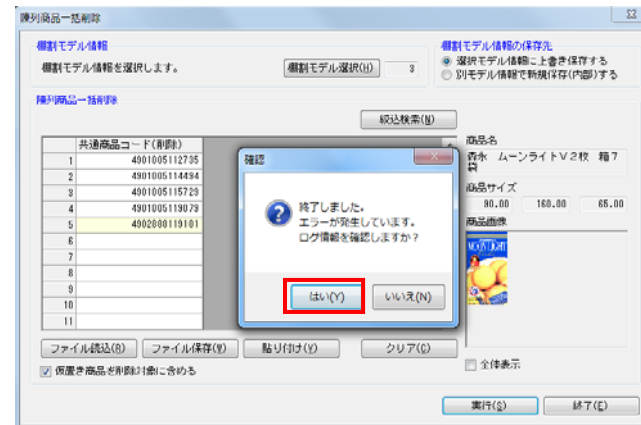 陳列商品一括削除
棚割モデル情報
棚割モデル情報を選択します。
棚割モデル選択(H)
3
棚割モデル情報の保存先
選択モデル情報に上書き保存する
別モデル情報で新規保存(内部)する
陳列商品一括削除
絞込検索(N)
共通商品コード(削除)
1 4901005112735
2 4901005114494
3 4901005115729
4 4901005119079
5 4902888119101
6
7
8
9
10
11
商品名
森永 ムーンライトV2枚 箱7袋
商品サイズ
90.00 160.00 65.00
商品画像
MOONLIGHT
確認
終了しました。
エラーが発生しています。
ログ情報を確認しますか?
はい(Y)
いいえ(N)
ファイル読込(R)
ファイル保存(W)
貼り付け(V)
クリア(C)
仮置き商品を削除対象に含める
全体表示
実行(S)
終了(E)